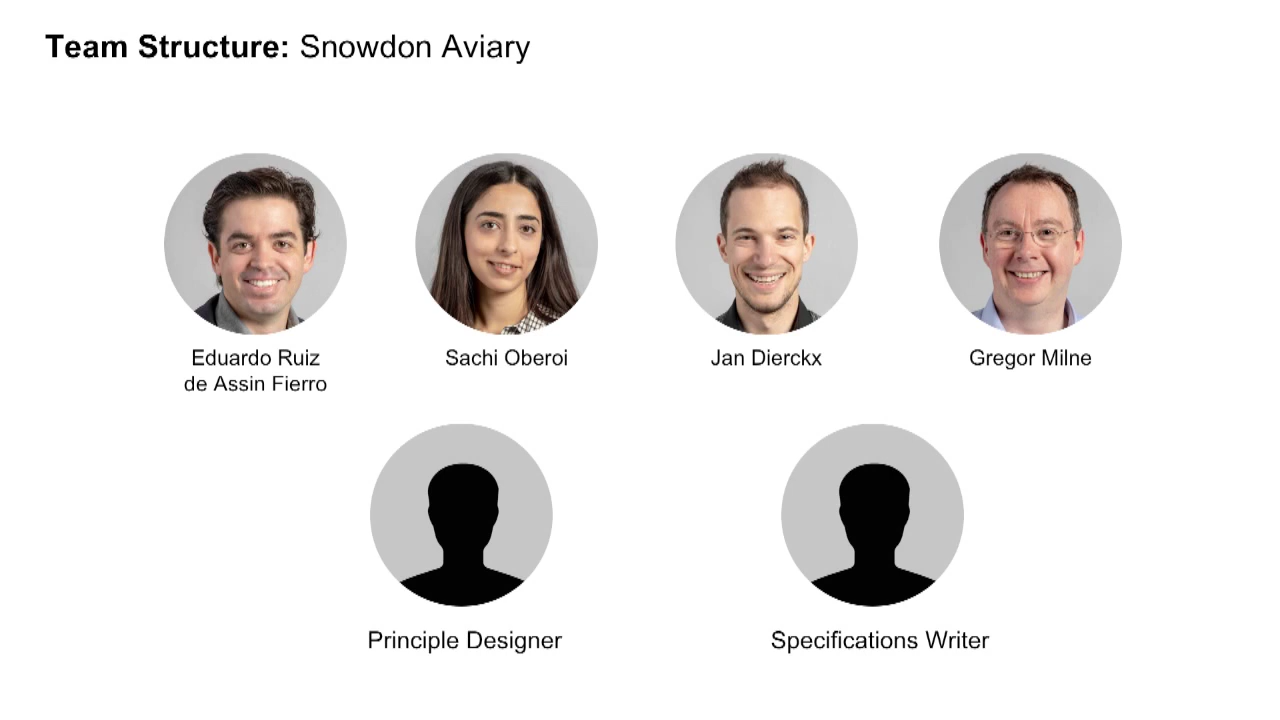 Team Structure: Snowdon Aviary
Eduardo Ruiz
de Assin Fierro
Sachi Oberoi
Jan Dierckx
Gregor Milne
Principle Designer
Specifications Writer